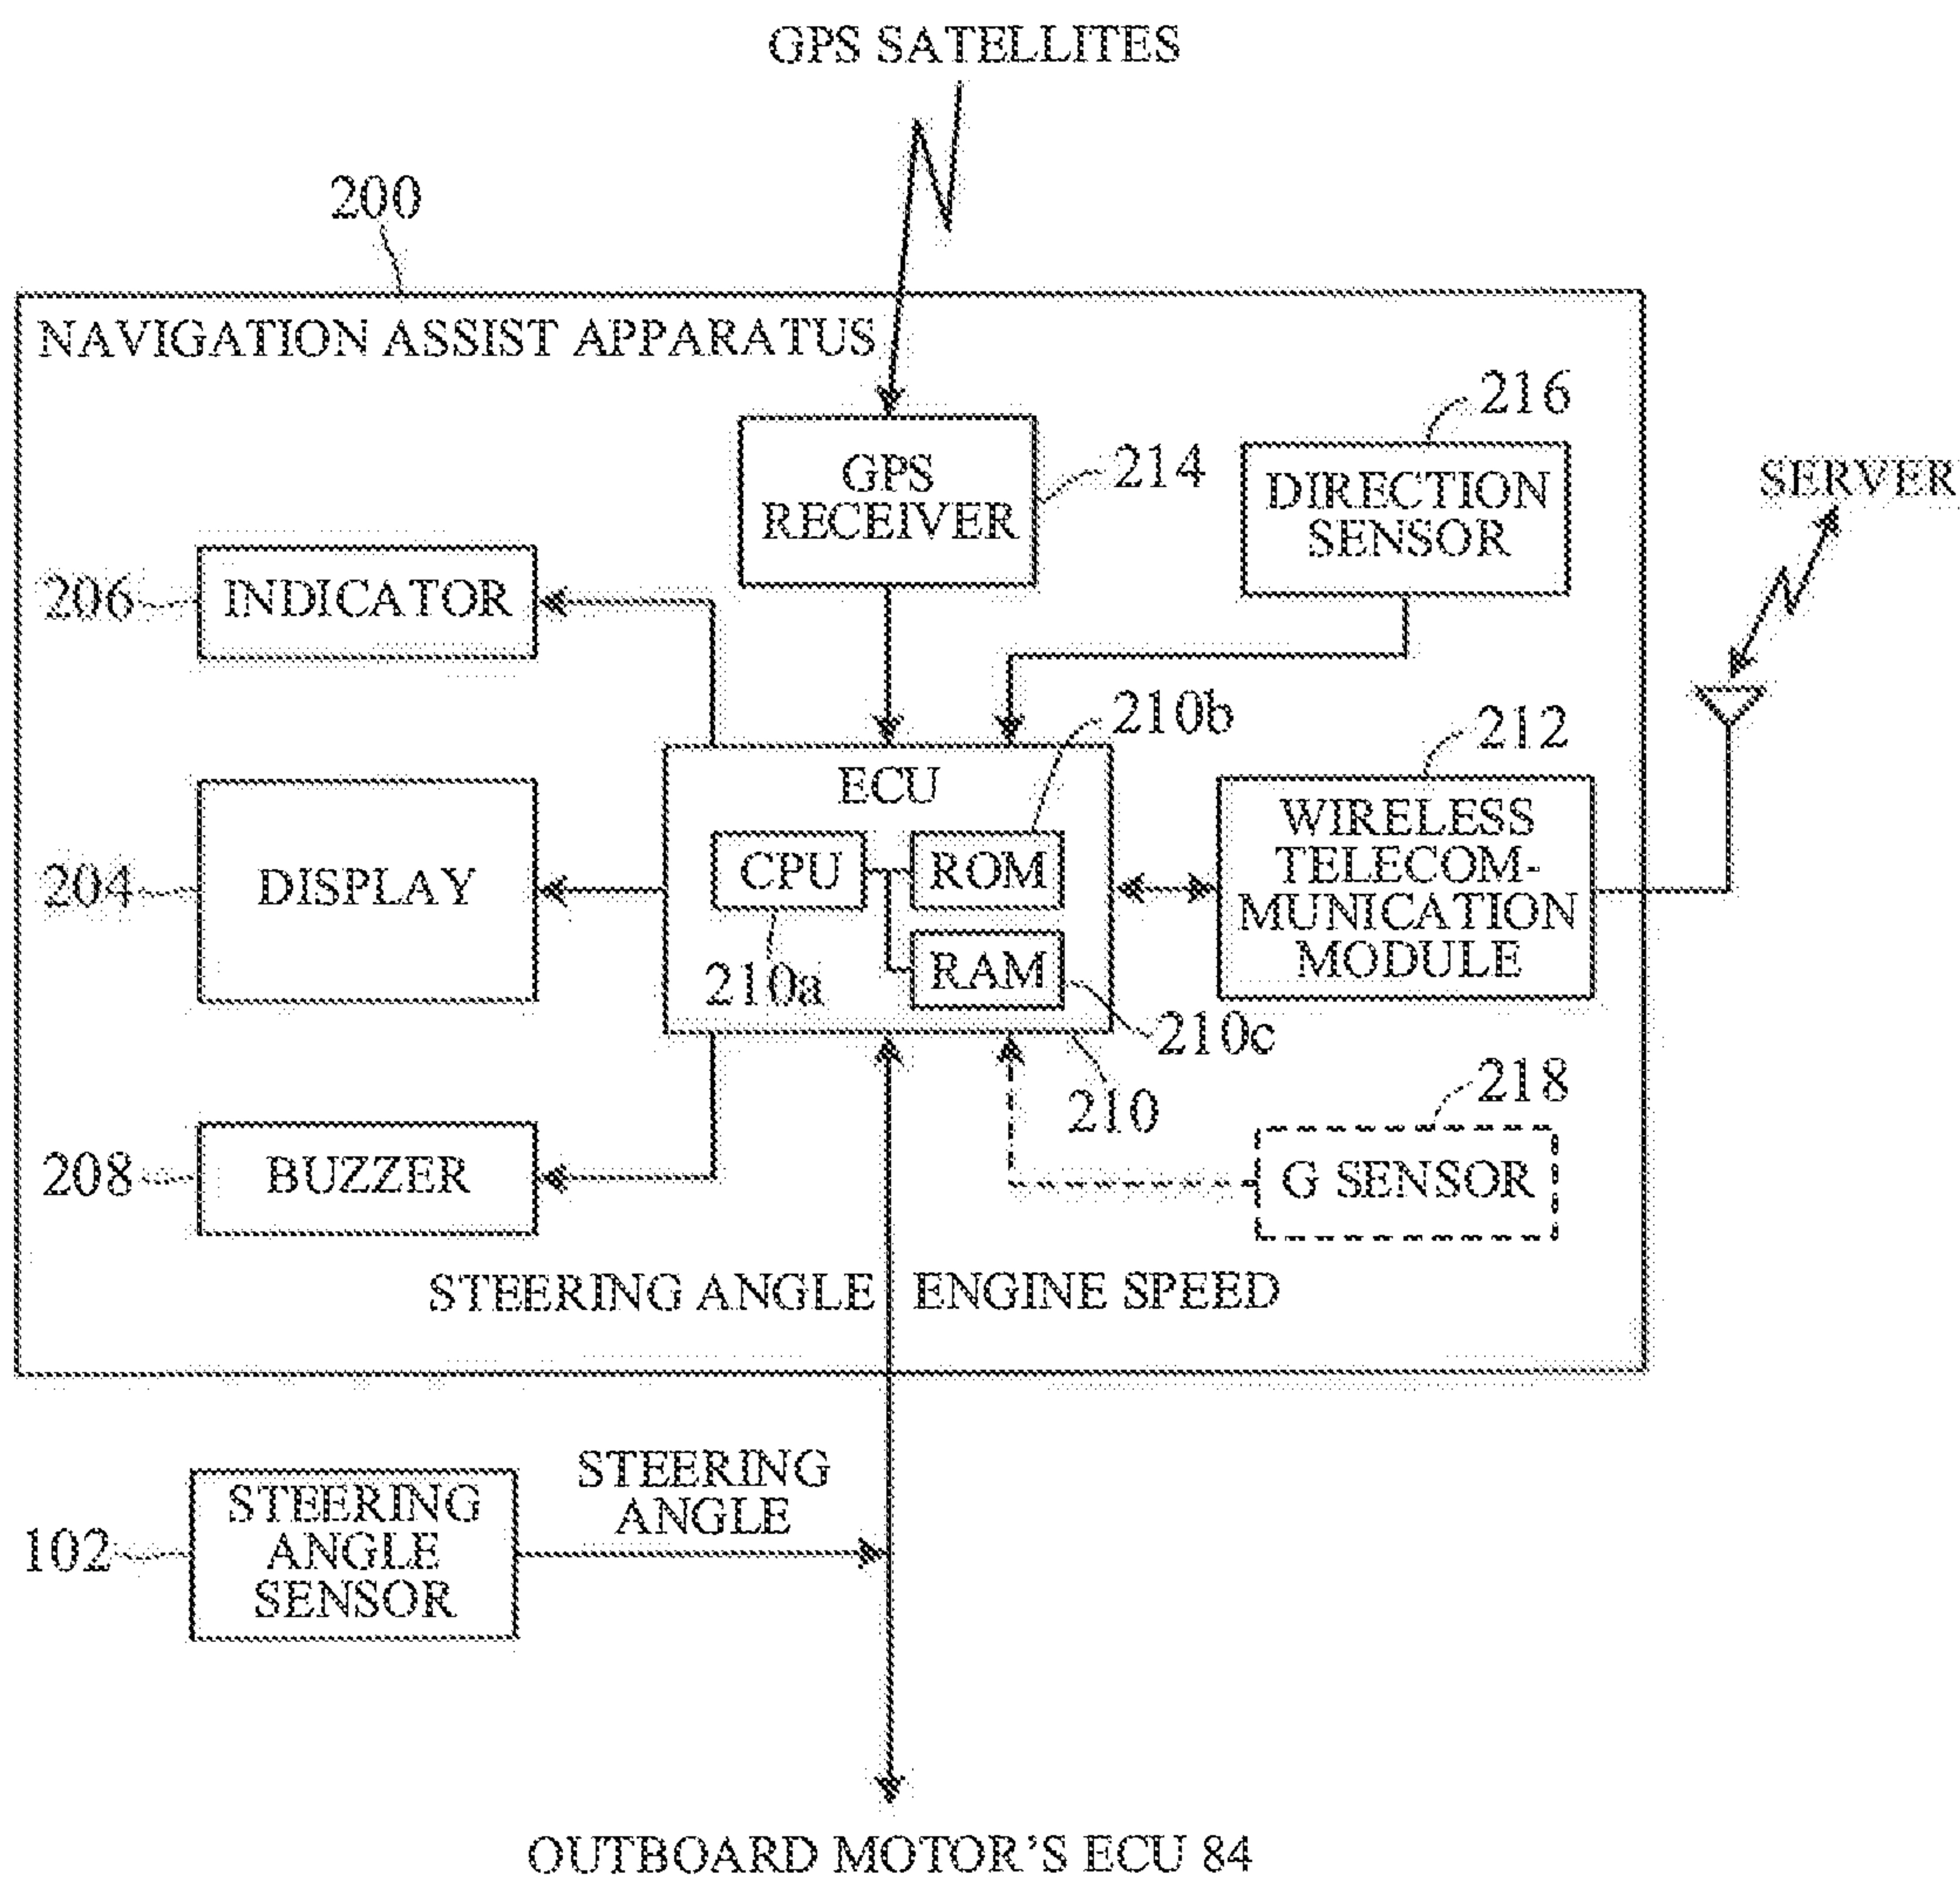 GPS SATELLITES
200
NAVIGATION ASSIST APPARATUS
216
GPS
RECEIVER
214
DIRECTION
SENSOR
SERVER
206
INDICATOR
210b
212
ECU
204
DISPLAY
CPU
ROM
WIRELESS
TELECOM-
MUNICATION
MODULE
210a
RAM
210c
210
218
208
BUZZER
G SENSOR
STEERING ANGLE
ENGINE SPEED
102
STEERING
ANGLE
SENSOR
STEERING
ANGLE
OUTBOARD MOTOR'S ECU 84